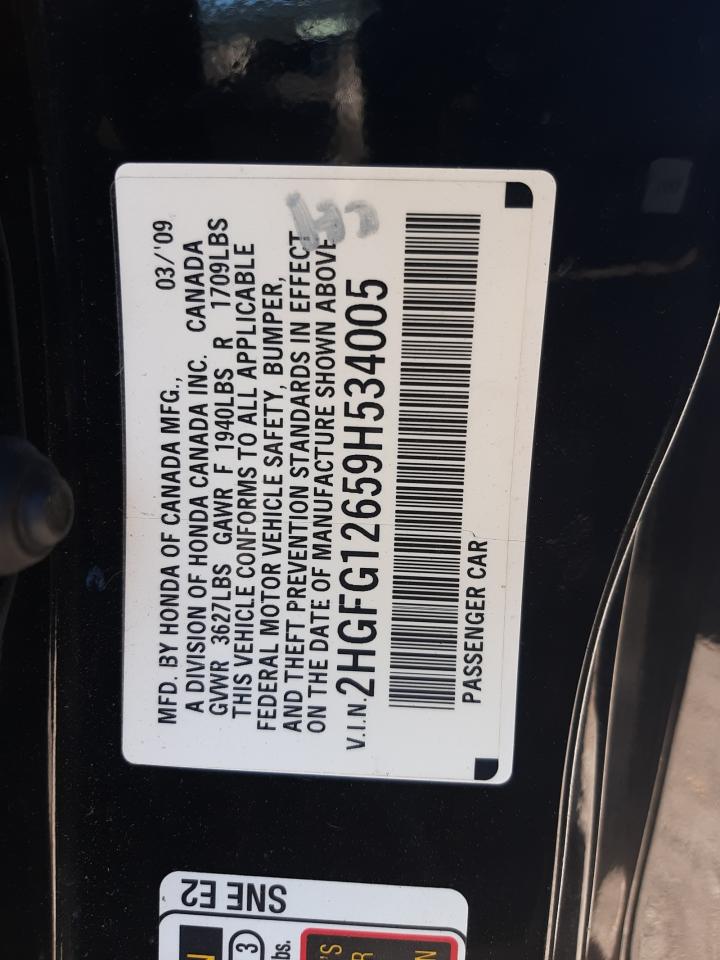 MFD. BY HONDA OF CANADA MFG., 03/'09
A DIVISION OF HONDA CANADA INC. CANADA
GVWR 3627LBS GAWR F 1940LBS R 1709LBS
THIS VEHICLE CONFORMS TO ALL APPLICABLE
FEDERAL MOTOR VEHICLE SAFETY, BUMPER,
AND THEFT PREVENTION STANDARDS IN EFFECT
ON THE DATE OF MANUFACTURE SHOWN ABOVE
V.I.N. 2HGFG12659H534005
PASSENGER CAR
SNE E2
3
bs.